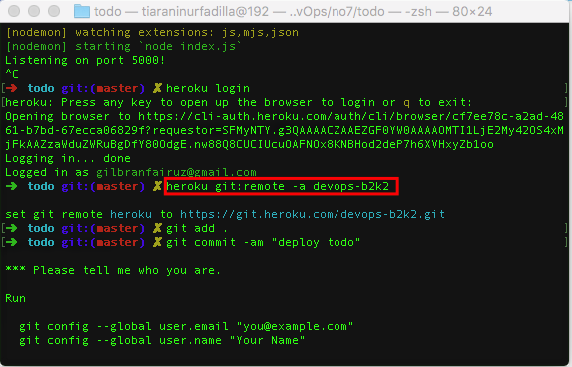 todo — tiaraninurfadilla@192 — ..vOps/no7/todo — -zsh — 80×24
[nodemon] watching extensions: js,mjs,json
[nodemon] starting `node index.js`
Listening on port 5000!
^C
[➜  todo git:(master) ✗ heroku login
[heroku: Press any key to open up the browser to login or q to exit:
Opening browser to https://cli-auth.heroku.com/auth/cli/browser/cf7ee78c-a2ad-48
61-b7bd-67ecca06829f?requestor=SFMyNTY.g3QAAAACZAAEZGF0YW0AAAAOMTI1LjE2My42OS4xM
jFkAAZzaWduZWRuBgDfY80OdgE.nw88Q8CUCIUcuOAFNOx8KNBHod2deP7h6XVHxyZb1oo
Logging in... done
Logged in as gilbranfairuz@gmail.com
➜  todo git:(master) ✗ heroku git:remote -a devops-b2k2
set git remote heroku to https://git.heroku.com/devops-b2k2.git
[➜  todo git:(master) ✗ git add .
[➜  todo git:(master) ✗ git commit -am "deploy todo"
*** Please tell me who you are.
Run
git config --global user.email "you@example.com"
git config --global user.name "Your Name"